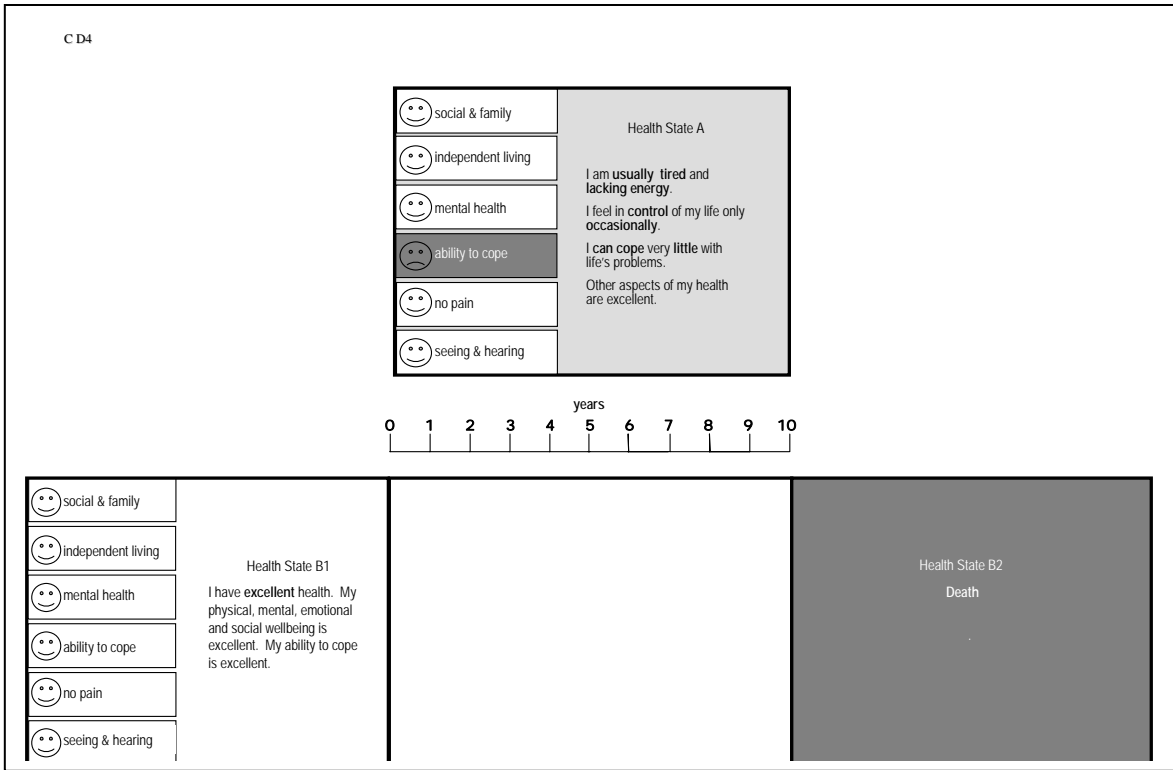 C D4
social & family
independent living
mental health
ability to cope
no pain
seeing & hearing
Health State A
I am usually tired and
lacking energy.
I feel in control of my life only
occasionally.
I can cope very little with
life's problems.
Other aspects of my health
are excellent.
years
0 1 2 3 4 5 6 7 8 9 10
social & family
independent living
mental health
ability to cope
no pain
seeing & hearing
Health State B1
I have excellent health. My
physical, mental, emotional
and social wellbeing is
excellent. My ability to cope
is excellent.
Health State B2
Death
.